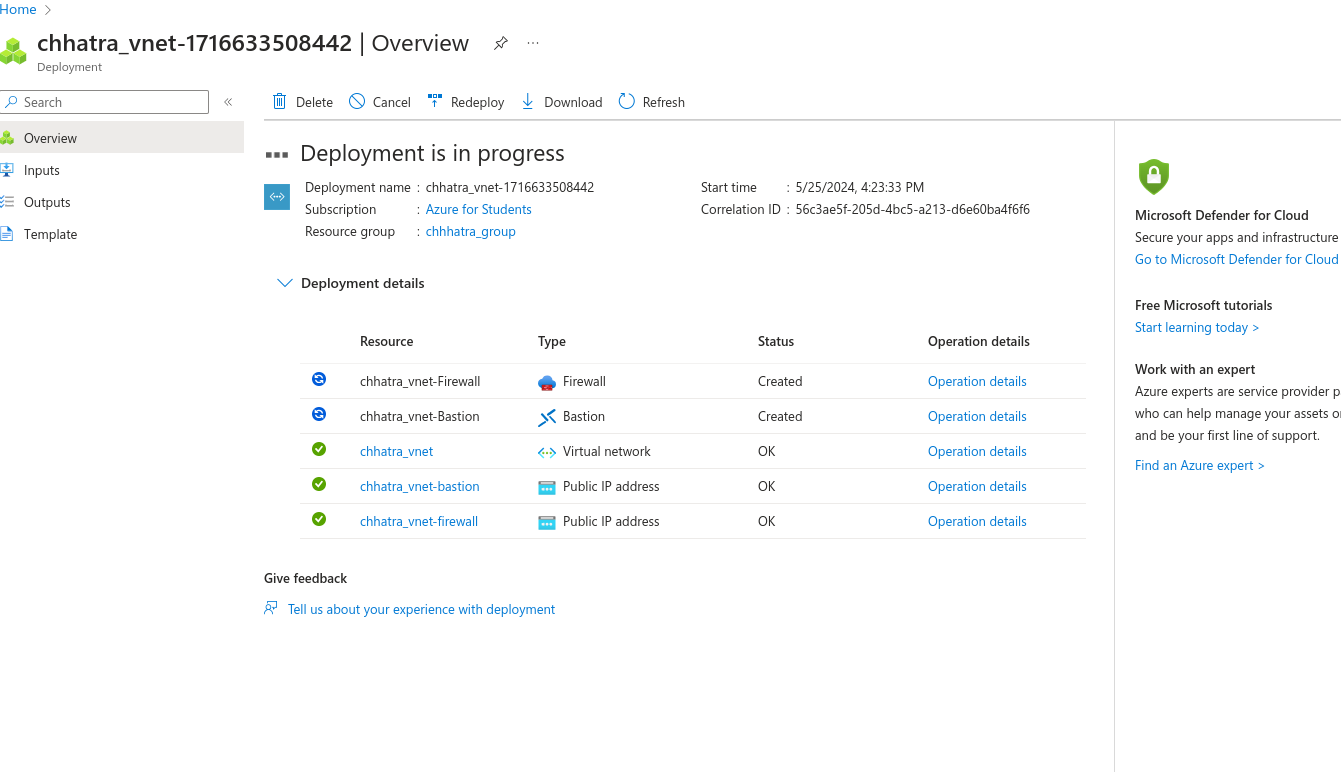 Home
chhatra_vnet-1716633508442 | Overview
Deployment
Search
Overview
Inputs
Outputs
Template
Delete Cancel Redeploy Download Refresh
Deployment is in progress
Deployment name : chhatra_vnet-1716633508442
Subscription : Azure for Students
Resource group : chhhatra_group
Start time : 5/25/2024, 4:23:33 PM
Correlation ID : 56c3ae5f-205d-4bc5-a213-d6e60ba4f6f6
Deployment details
Resource Type Status Operation details
chhatra_vnet-Firewall Firewall Created Operation details
chhatra_vnet-Bastion Bastion Created Operation details
chhatra_vnet Virtual network OK Operation details
chhatra_vnet-bastion Public IP address OK Operation details
chhatra_vnet-firewall Public IP address OK Operation details
Give feedback
Tell us about your experience with deployment
Microsoft Defender for Cloud
Secure your apps and infrastructure
Go to Microsoft Defender for Cloud
Free Microsoft tutorials
Start learning today >
Work with an expert
Azure experts are service provider p
who can help manage your assets o
and be your first line of support.
Find an Azure expert >